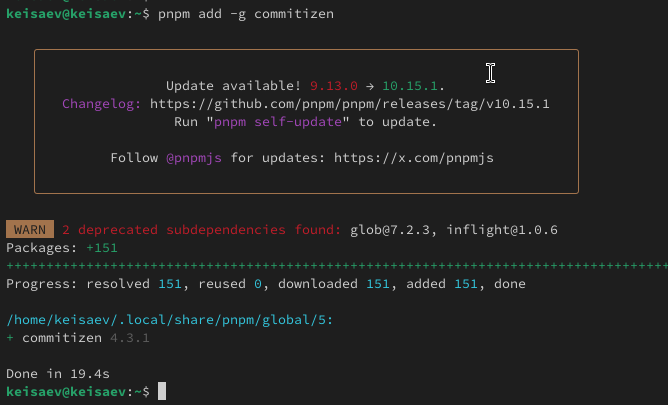 keisaev@keisaev:~$ pnpm add -g commitizen
Update available! 9.13.0 → 10.15.1.
Changelog: https://github.com/pnpm/pnpm/releases/tag/v10.15.1
Run "pnpm self-update" to update.
Follow @pnpmjs for updates: https://x.com/pnpmjs
WARN 2 deprecated subdependencies found: glob@7.2.3, inflight@1.0.6
Packages: +151
+++++++++++++++++++++++++++++++++++++++++++++++++++++++++++++++++++++++++++++++++++
Progress: resolved 151, reused 0, downloaded 151, added 151, done
/home/keisaev/.local/share/pnpm/global/5:
+ commitizen 4.3.1
Done in 19.4s
keisaev@keisaev:~$